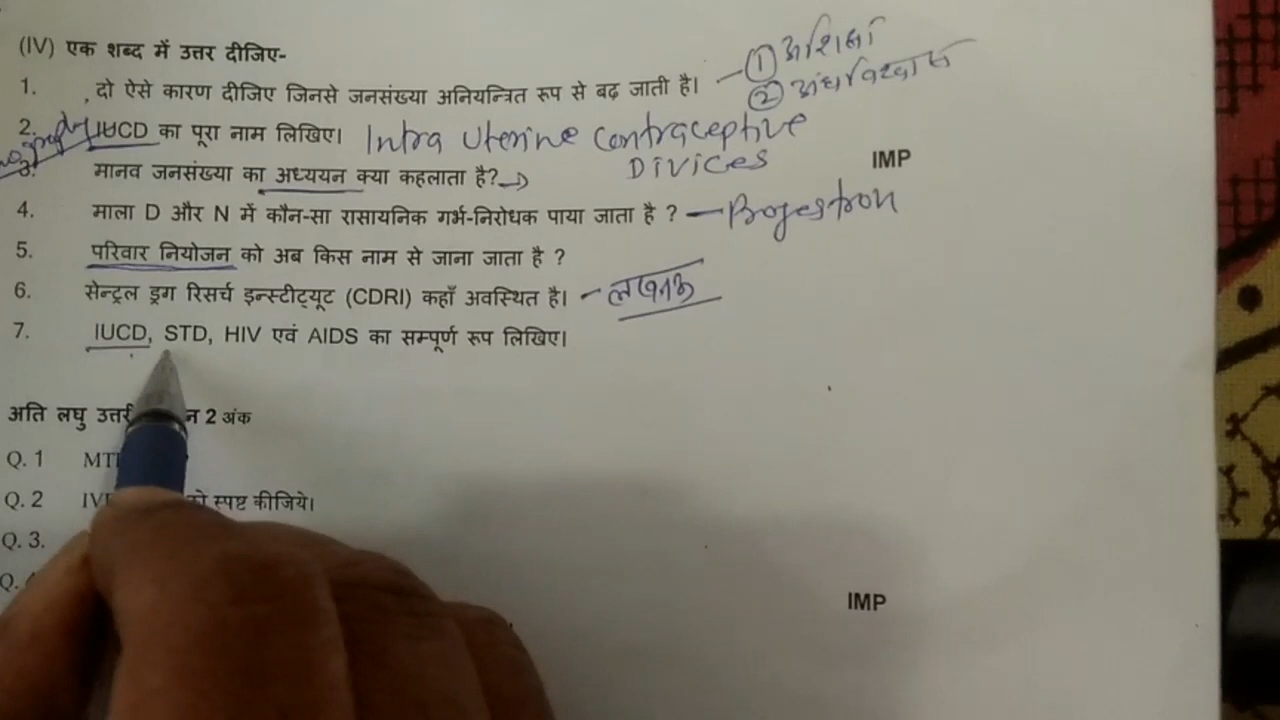 (IV) एक शब्द में उत्तर दीजिए-
1. दो ऐसे कारण दीजिए जिनसे जनसंख्या अनियन्त्रित रूप से बढ़ जाती है। - ① अशिक्षा
② अंधविश्वास
2. IUCD का पूरा नाम लिखिए। Intra Uterine Contraceptive
Divices
IMP
3. मानव जनसंख्या का अध्ययन क्या कहलाता है?→
4. माला D और N में कौन-सा रासायनिक गर्भ-निरोधक पाया जाता है ? - Projestron
5. परिवार नियोजन को अब किस नाम से जाना जाता है ?
6. सेन्ट्रल ड्रग रिसर्च इन्स्टीट्यूट (CDRI) कहाँ अवस्थित है। - लखनऊ
7. IUCD, STD, HIV एवं AIDS का सम्पूर्ण रूप लिखिए।
अति लघु उत्तरी न 2 अंक
Q. 1
Q. 2 स्पष्ट कीजिये।
Q. 3.
IMP